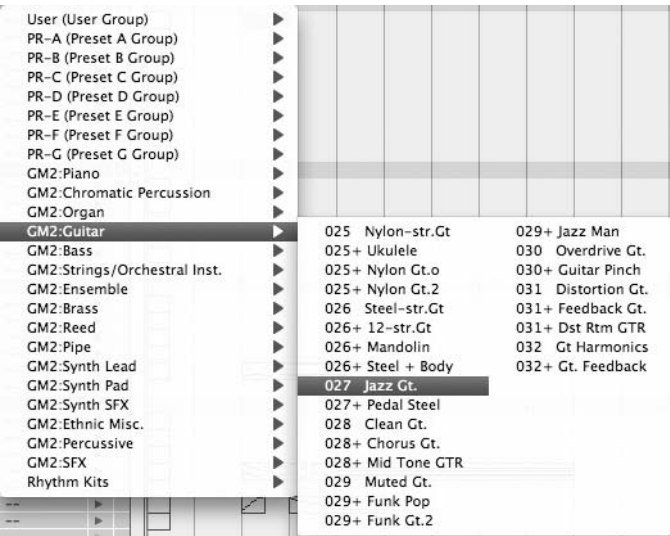 User (User Group)
PR-A (Preset A Group)
PR-B (Preset B Group)
PR-C (Preset C Group)
PR-D (Preset D Group)
PR-E (Preset E Group)
PR-F (Preset F Group)
PR-G (Preset G Group)
GM2:Piano
GM2:Chromatic Percussion
GM2:Organ
GM2:Guitar
GM2:Bass
GM2:Strings/Orchestral Inst.
GM2:Ensemble
GM2:Brass
GM2:Reed
GM2:Pipe
GM2:Synth Lead
GM2:Synth Pad
GM2:Synth SFX
GM2:Ethnic Misc.
GM2:Percussive
GM2:SFX
Rhythm Kits
--
--
025 Nylon-str.Gt
025+ Ukulele
025+ Nylon Gt.o
025+ Nylon Gt.2
026 Steel-str.Gt
026+ 12-str.Gt
026+ Mandolin
026+ Steel + Body
027 Jazz Gt.
027+ Pedal Steel
028 Clean Gt.
028+ Chorus Gt.
028+ Mid Tone GTR
029 Muted Gt.
029+ Funk Pop
029+ Funk Gt.2
029+ Jazz Man
030 Overdrive Gt.
030+ Guitar Pinch
031 Distortion Gt.
031+ Feedback Gt.
031+ Dst Rtm GTR
032 Gt Harmonics
032+ Gt. Feedback